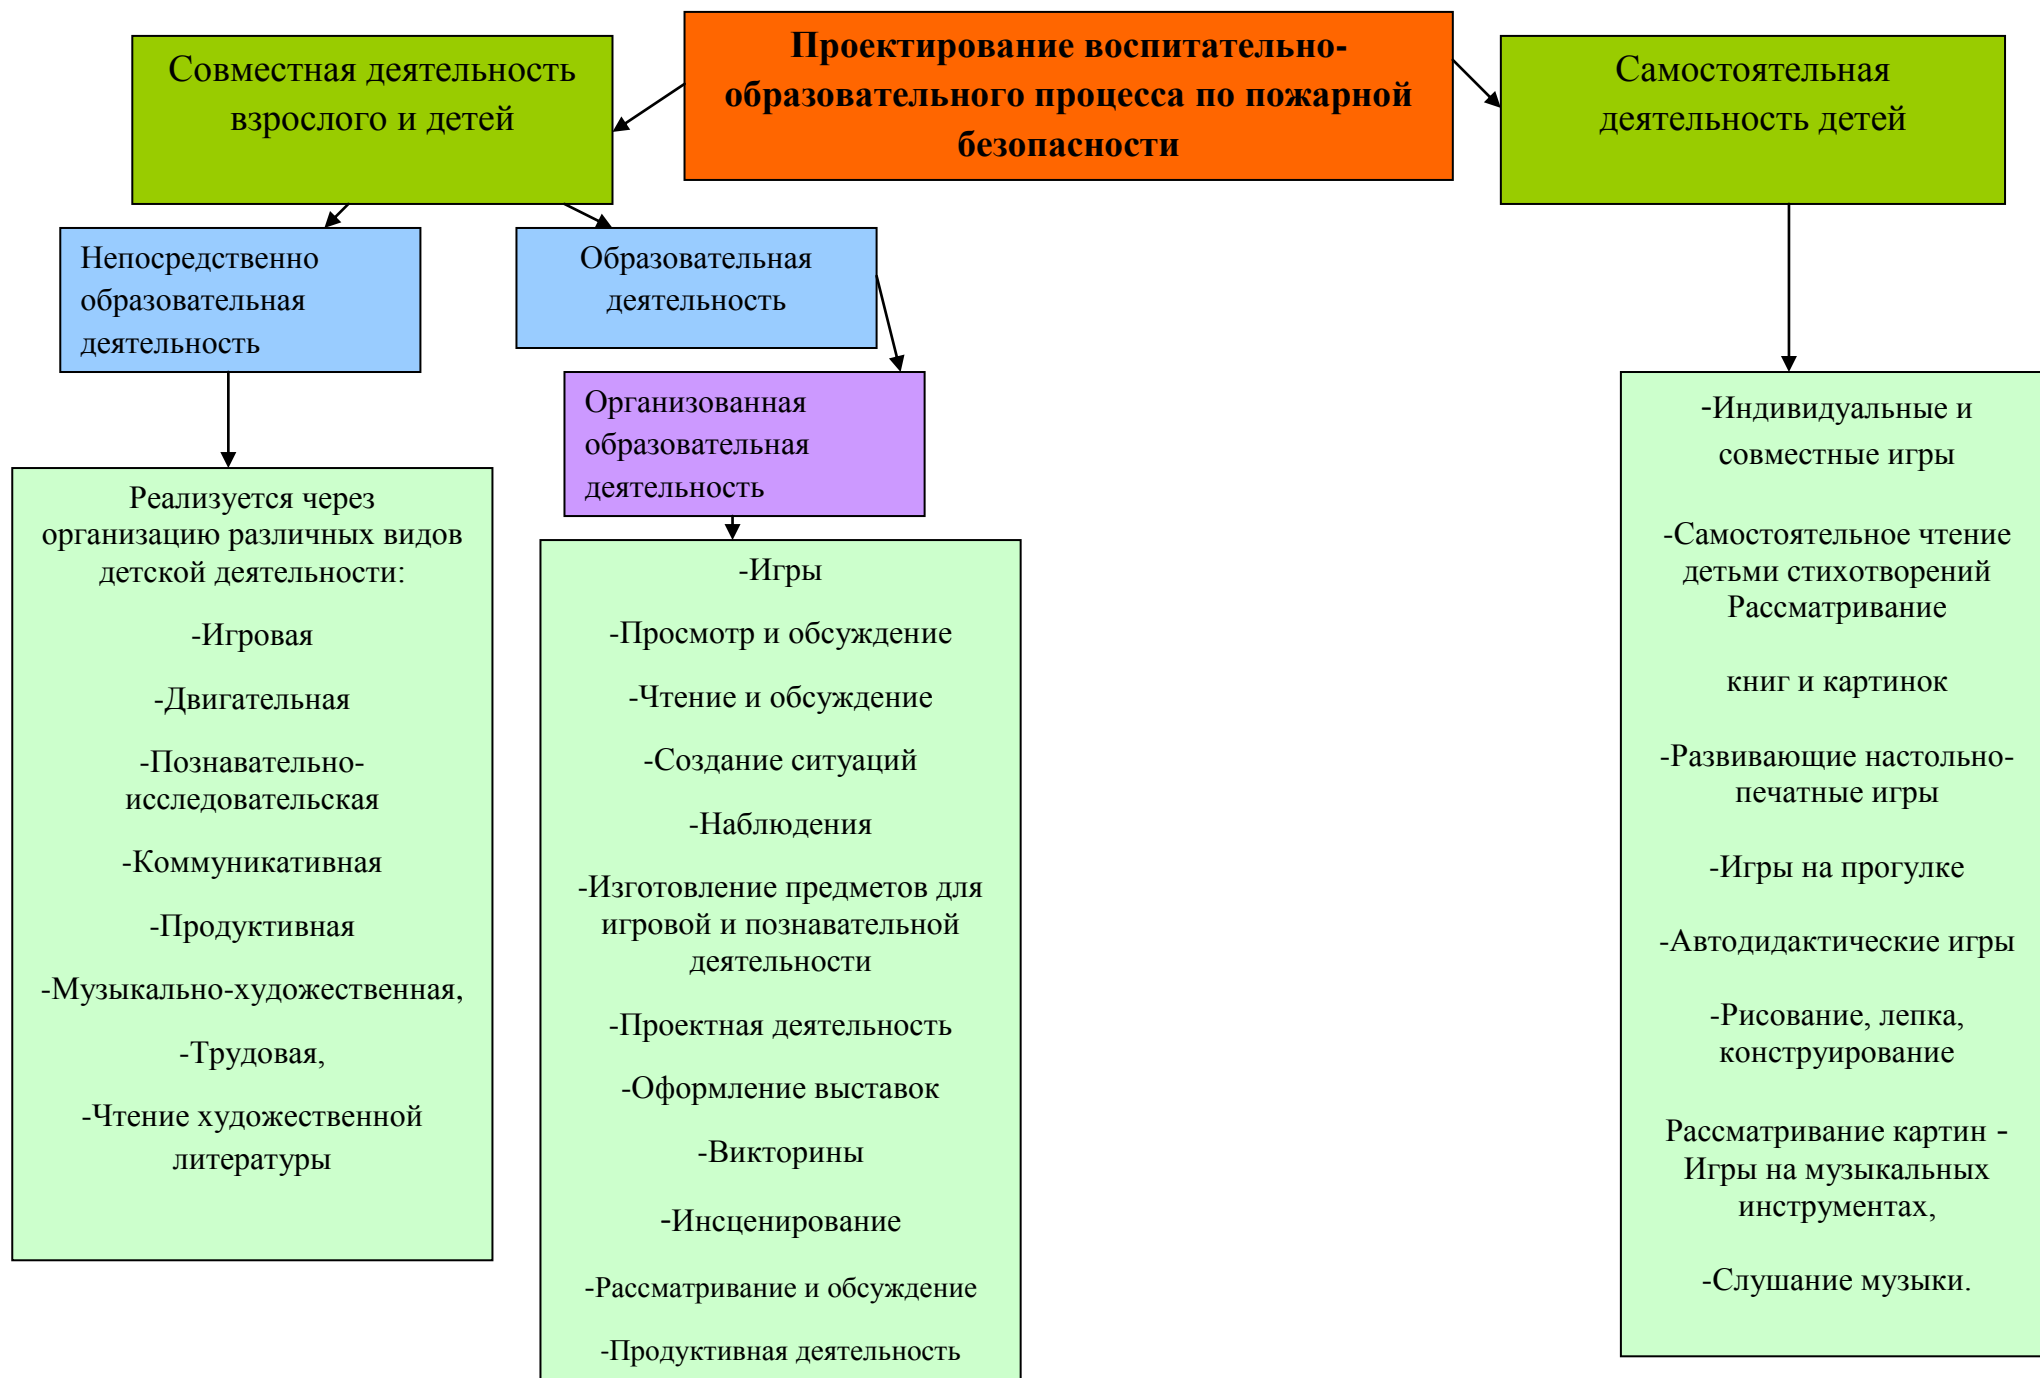 Проектирование воспитательно-
образовательного процесса по пожарной
безопасности
Совместная деятельность
взрослого и детей
Самостоятельная
деятельность детей
Непосредственно
образовательная
деятельность
Образовательная
деятельность
Организованная
образовательная
деятельность
Реализуется через
организацию различных видов
детской деятельности:
-Игровая
-Двигательная
-Познавательно-
исследовательская
-Коммуникативная
-Продуктивная
-Музыкально-художественная,
-Трудовая,
-Чтение художественной
литературы
-Игры
-Просмотр и обсуждение
-Чтение и обсуждение
-Создание ситуаций
-Наблюдения
-Изготовление предметов для
игровой и познавательной
деятельности
-Проектная деятельность
-Оформление выставок
-Викторины
-Инсценирование
-Рассматривание и обсуждение
-Продуктивная деятельность
-Индивидуальные и
совместные игры
-Самостоятельное чтение
детьми стихотворений
Рассматривание
книг и картинок
-Развивающие настольно-
печатные игры
-Игры на прогулке
-Автодидактические игры
-Рисование, лепка,
конструирование
Рассматривание картин -
Игры на музыкальных
инструментах,
-Слушание музыки.